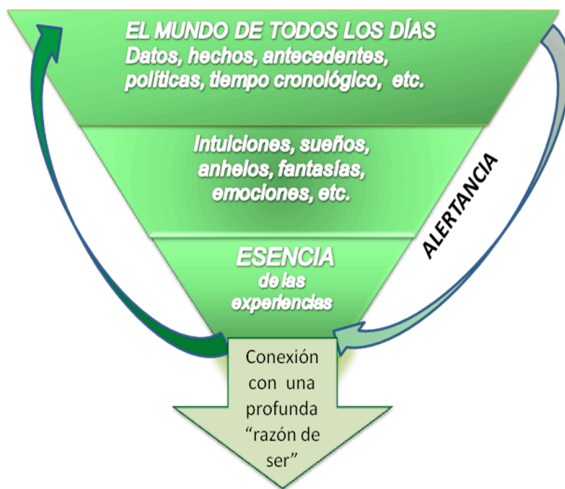 EL MUNDO DE TODOS LOS DÍAS
Datos, hechos, antecedentes,
políticas, tiempo cronológico, etc.
Intuiciones, sueños,
anhelos, fantasías,
emociones, etc.
ALERTANCIA
ESENCIA
de las
experiencias
Conexión
con una
profunda
“razón de
ser”